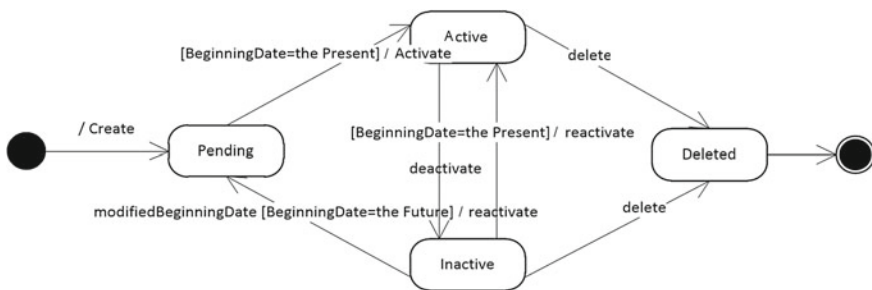 Active
[BeginningDate=the Present] / Activate
delete
/ Create
[BeginningDate=the Present] / reactivate
Pending
Deleted
deactivate
modifiedBeginningDate [BeginningDate=the Future] / reactivate
delete
Inactive